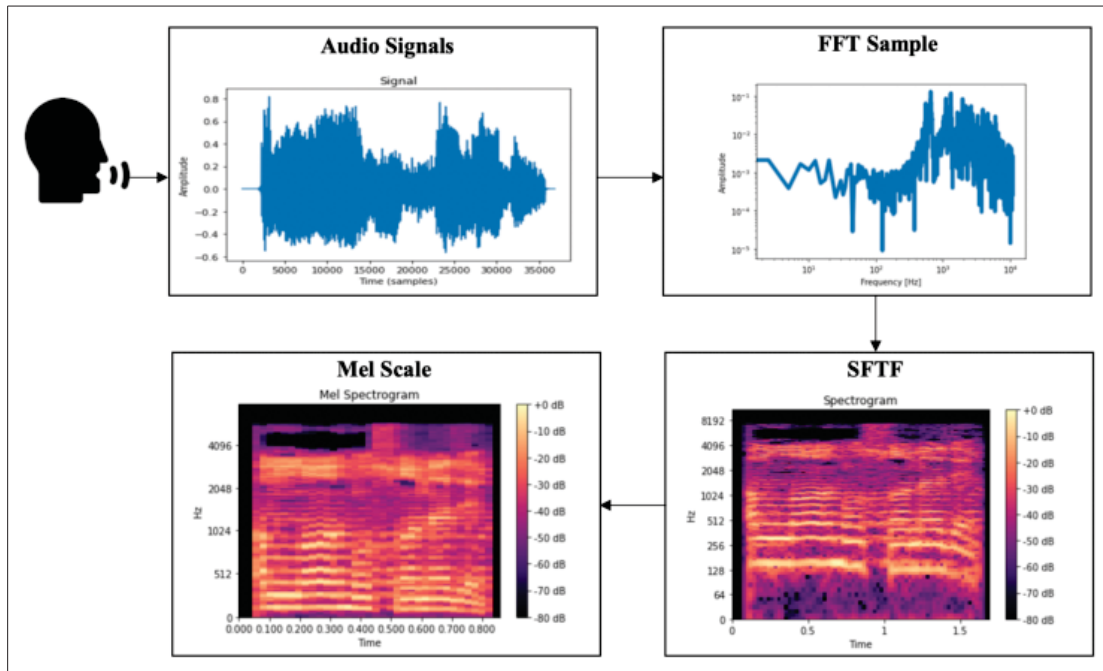 Audio Signals
Signal
Amplitude
0.8
0.6
0.4
0.2
0.0
-0.2
-0.4
-0.6
0 5000 10000 15000 20000 25000 30000 35000
Time (samples)
FFT Sample
Amplitude
10⁻¹
10⁻²
10⁻³
10⁻⁴
10⁻⁵
10¹ 10² 10³ 10⁴
Frequency [Hz]
Mel Scale
Mel Spectrogram
Hz
4096
2048
1024
512
0
0.000 0.100 0.200 0.300 0.400 0.500 0.600 0.700 0.800
Time
+0 dB
-10 dB
-20 dB
-30 dB
-40 dB
-50 dB
-60 dB
-70 dB
-80 dB
SFTF
Spectrogram
Hz
8192
4096
2048
1024
512
256
128
64
0
0 0.5 1 1.5
Time
+0 dB
-10 dB
-20 dB
-30 dB
-40 dB
-50 dB
-60 dB
-70 dB
-80 dB